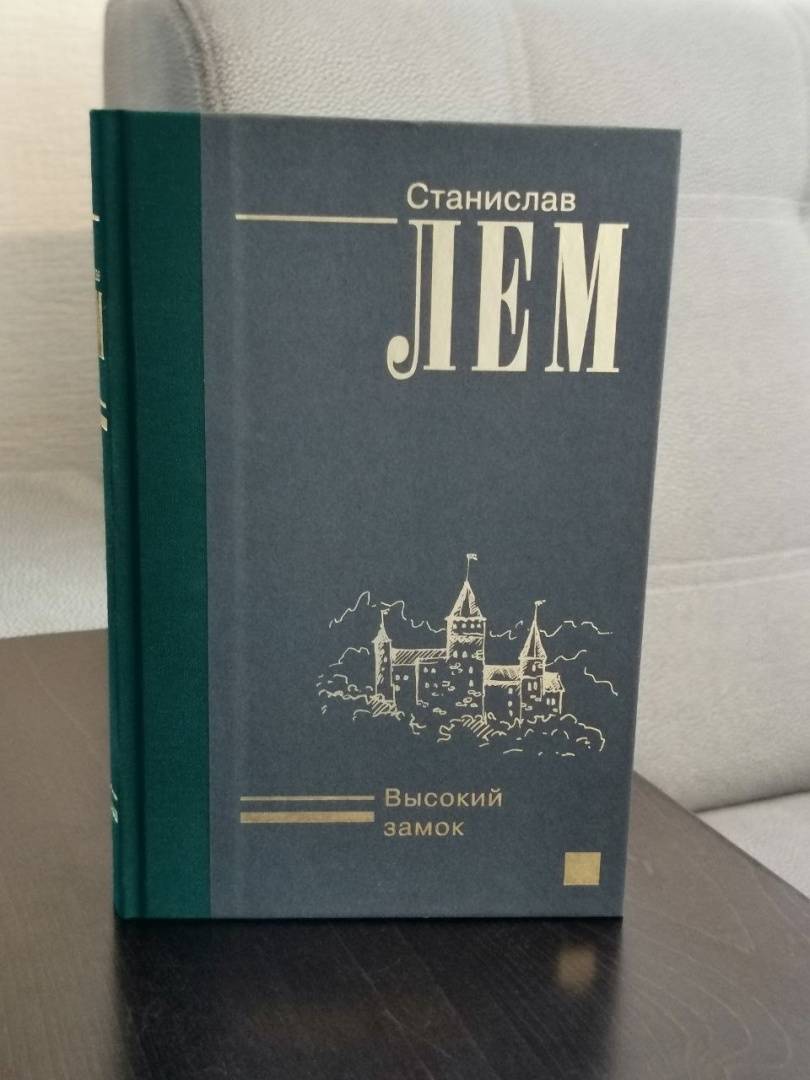 Станислав
ЛЕМ
Высокий
замок